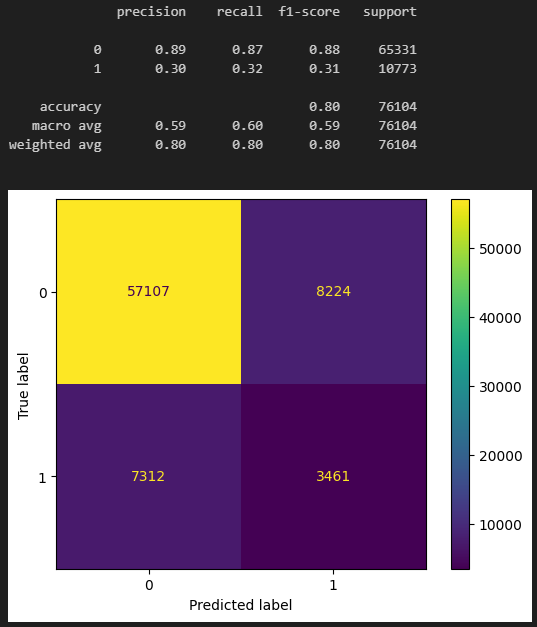 precision recall f1-score support
0 0.89 0.87 0.88 65331
1 0.30 0.32 0.31 10773
accuracy 0.80 76104
macro avg 0.59 0.60 0.59 76104
weighted avg 0.80 0.80 0.80 76104
True label
0
57107
8224
1
7312
3461
0
1
Predicted label
50000
40000
30000
20000
10000